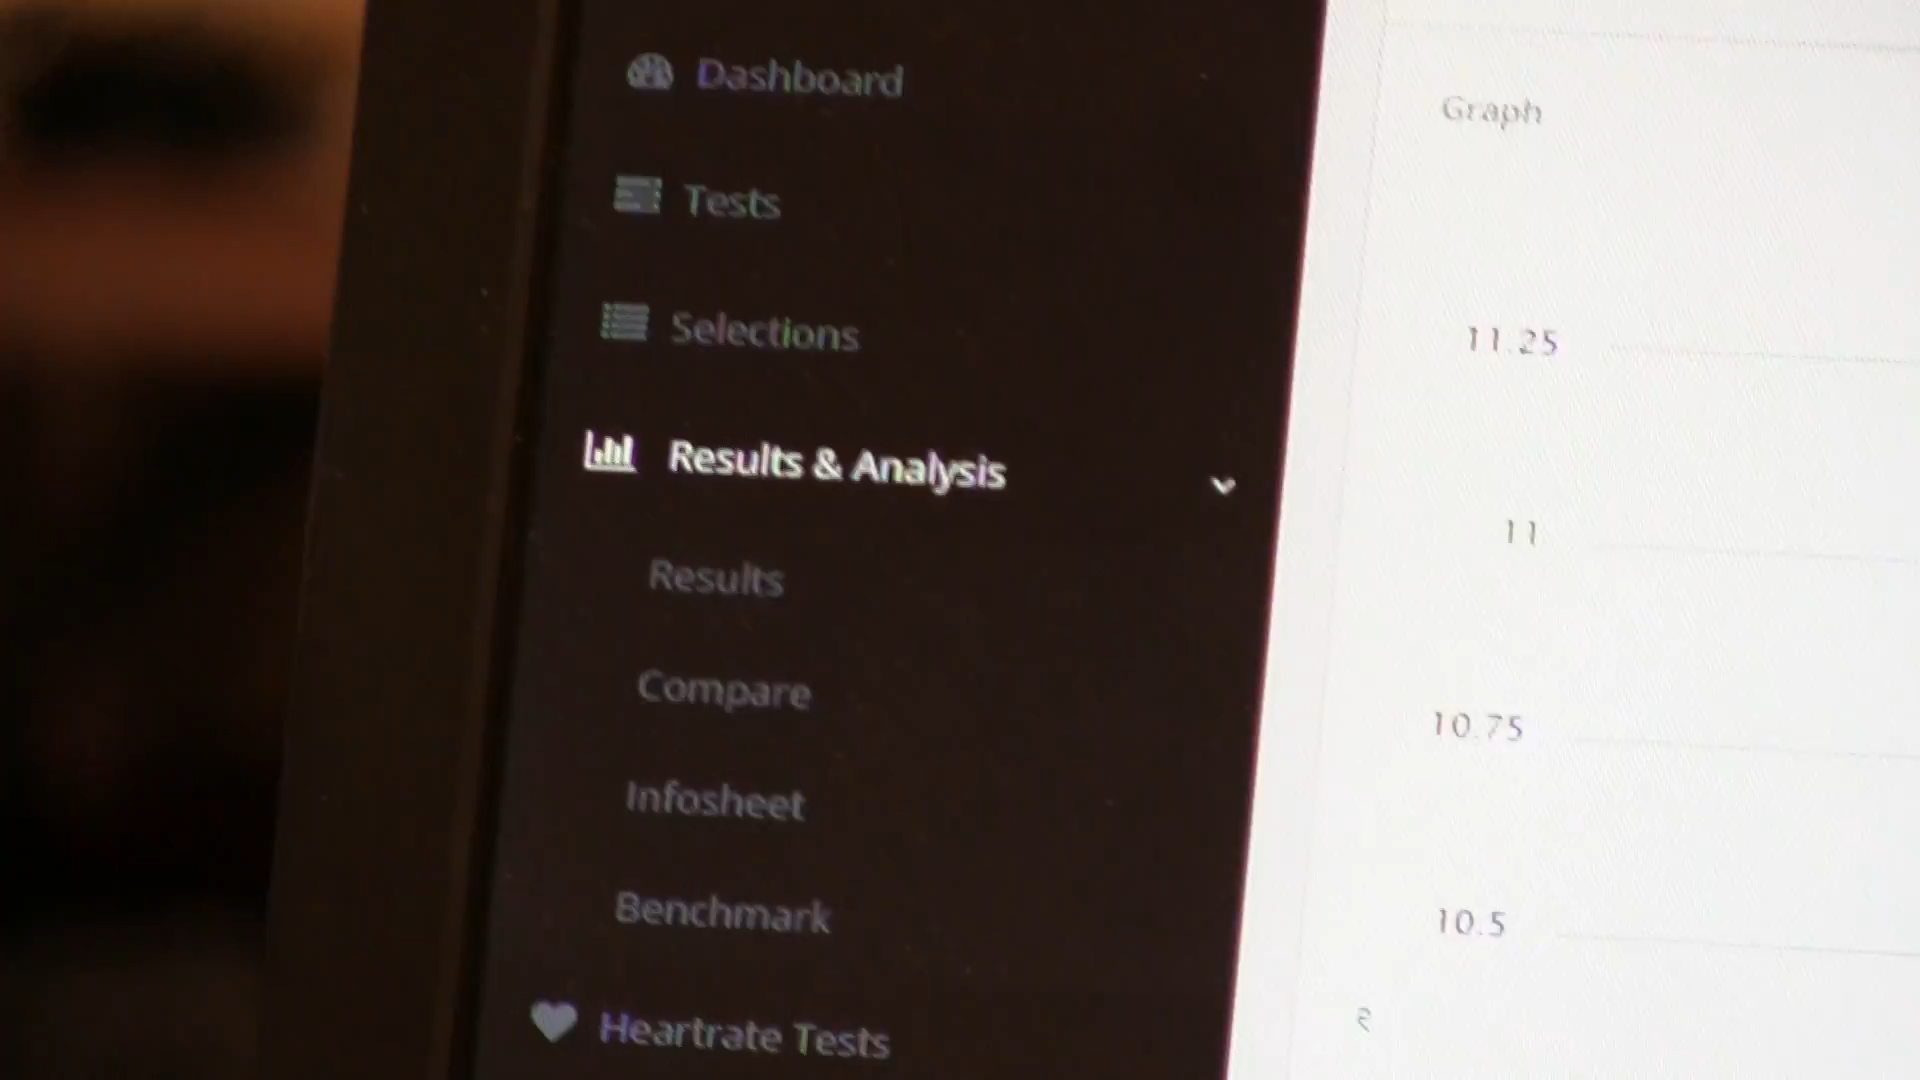 Dashboard
Tests
Selections
Results & Analysis
Results
Compare
Infosheet
Benchmark
Heartrate Tests
Graph
11.25
11
10.75
10.5